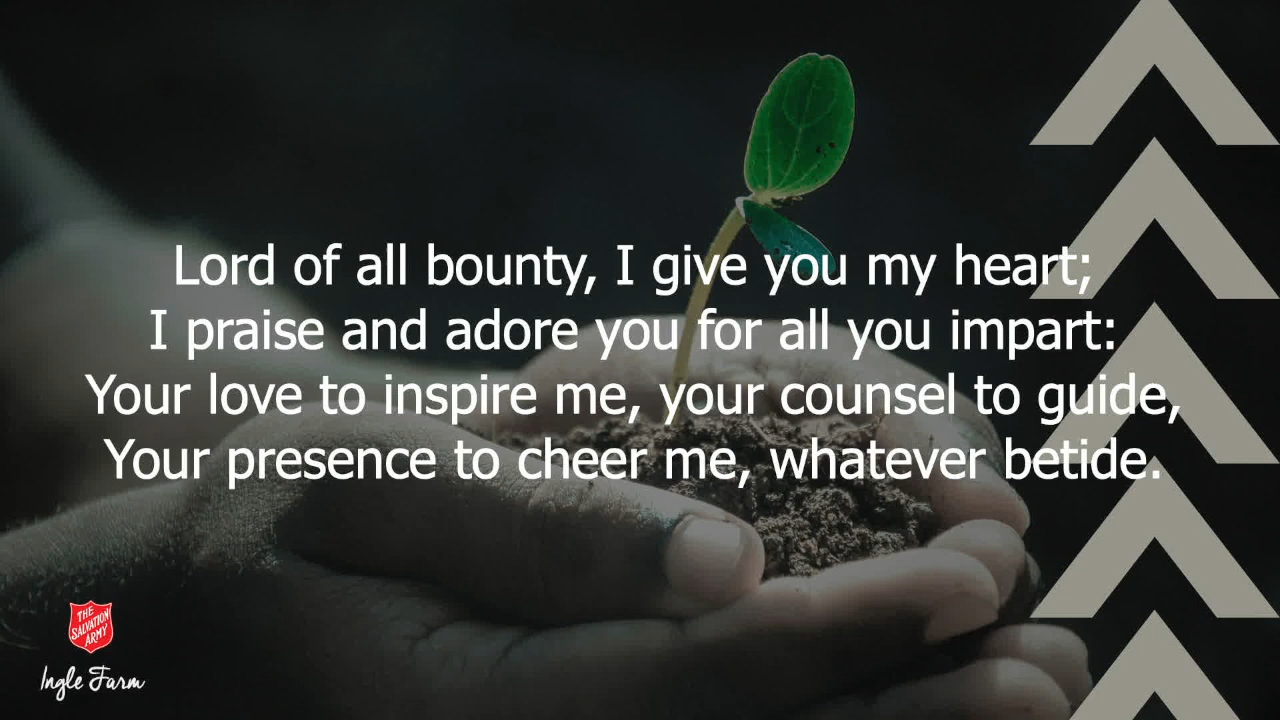 Lord of all bounty, I give you my heart;
I praise and adore you for all you impart:
Your love to inspire me, your counsel to guide,
Your presence to cheer me, whatever betide.
THE
SALVATION
ARMY
Ingle Farm